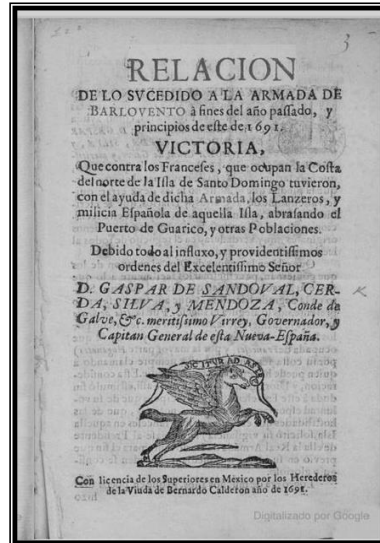 3
RELACION
DE LO SVCEDIDO A LA ARMADA DE
BARLOVENTO à fines del año paſſado, y
principios de eſte de 1691.
VICTORIA,
Que contra los Franceſes, que ocupan la Coſta
del norte de la Iſla de Santo Domingo tuvieron,
con el ayuda de dicha Armada, los Lanzeros, y
milicia Eſpañola de aquella Iſla, abraſando el
Puerto de Guarico, y otras Poblaciones.
Debido todo al influxo, y providentiſſimos
ordenes del Excelentiſſimo Señor.
D. GASPAR DE SANDOVAL, CER-
DA, SILVA, y MENDOZA, Conde de
Galve, &c. meritiſsimo Virrey, Governador, y
Capitan General de eſta Nueva-Eſpaña.
SIC ITUR AD ASTRA
Con licencia de los Superiores en Mexico por los Herederos
de la Viuda de Bernardo Calderon año de 1691.
Digitalizado por Google